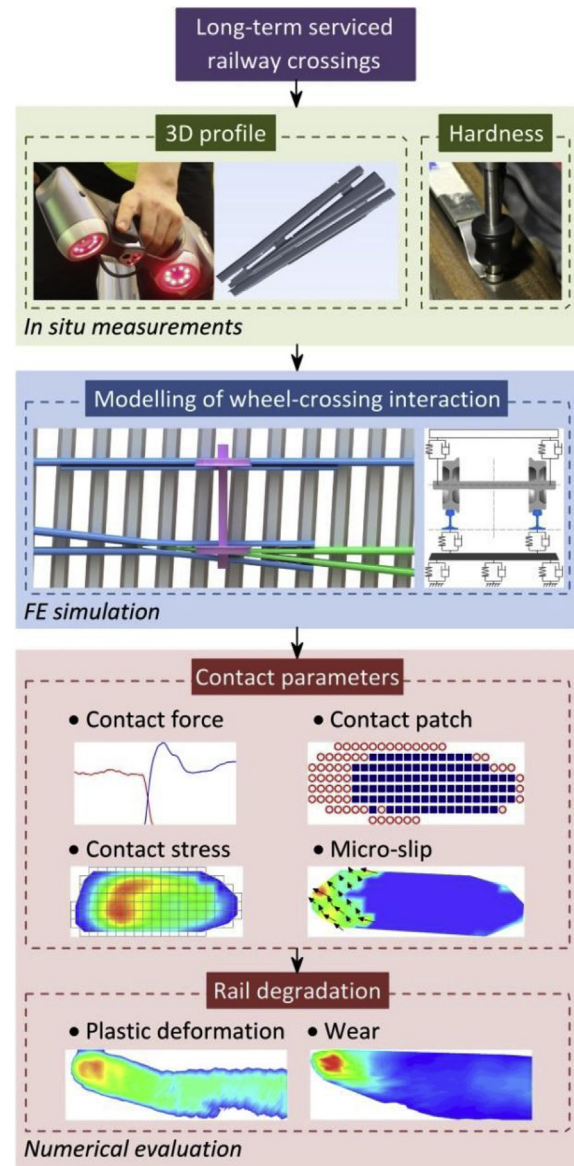 Long-term serviced
railway crossings
3D profile
Hardness
In situ measurements
Modelling of wheel-crossing interaction
FE simulation
Contact parameters
• Contact force
• Contact patch
• Contact stress
• Micro-slip
Rail degradation
• Plastic deformation
• Wear
Numerical evaluation